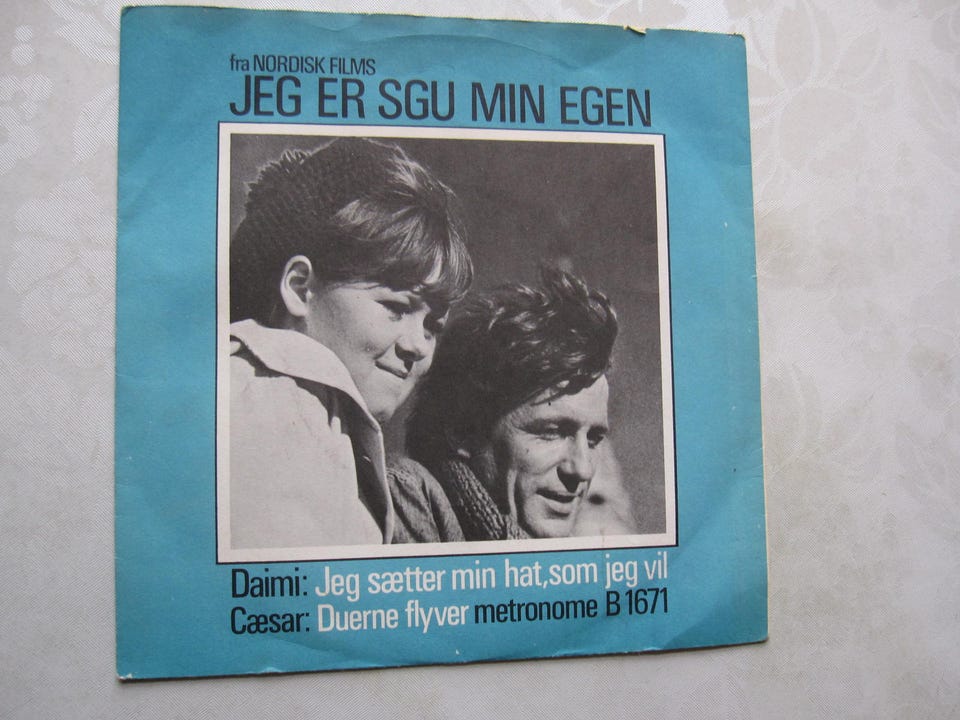 fra NORDISK FILMS
JEG ER SGU MIN EGEN
Daimi: Jeg sætter min hat,som jeg vil
Cæsar: Duerne flyver metronome B 1671